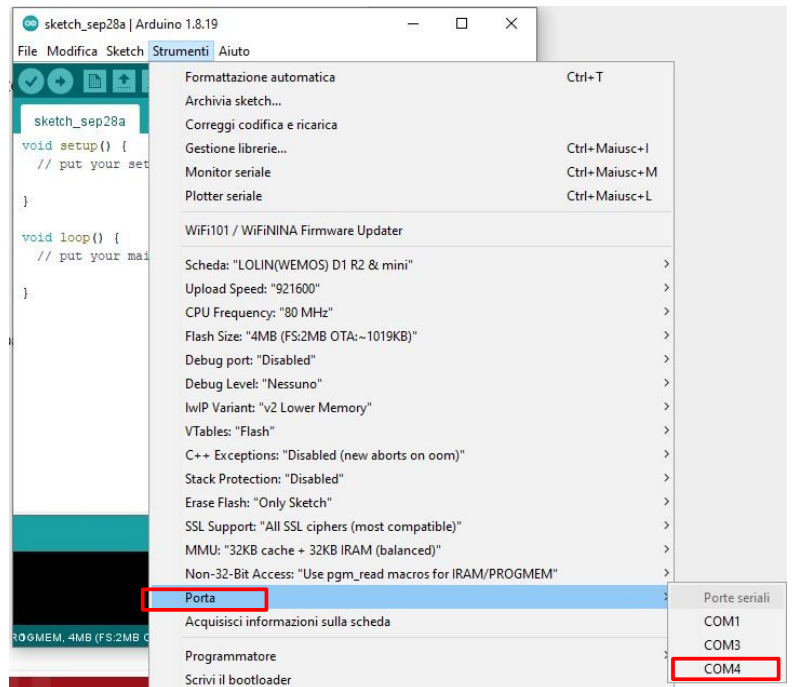 sketch_sep28a | Arduino 1.8.19
File Modifica Sketch Strumenti Aiuto
sketch_sep28a
void setup() {
// put your set
}
void loop() {
// put your mai
}
Formattazione automatica Ctrl+T
Archivia sketch...
Correggi codifica e ricarica
Gestione librerie... Ctrl+Maiusc+I
Monitor seriale Ctrl+Maiusc+M
Plotter seriale Ctrl+Maiusc+L
WiFi101 / WiFiNINA Firmware Updater
Scheda: "LOLIN(WEMOS) D1 R2 & mini"
Upload Speed: "921600"
CPU Frequency: "80 MHz"
Flash Size: "4MB (FS:2MB OTA:~1019KB)"
Debug port: "Disabled"
Debug Level: "Nessuno"
lwIP Variant: "v2 Lower Memory"
VTables: "Flash"
C++ Exceptions: "Disabled (new aborts on oom)"
Stack Protection: "Disabled"
Erase Flash: "Only Sketch"
SSL Support: "All SSL ciphers (most compatible)"
MMU: "32KB cache + 32KB IRAM (balanced)"
Non-32-Bit Access: "Use pgm_read macros for IRAM/PROGMEM"
Porta
Acquisisci informazioni sulla scheda
Programmatore
Scrivi il bootloader
Porte seriali
COM1
COM3
COM4
ROGMEM, 4MB (FS:2MB O